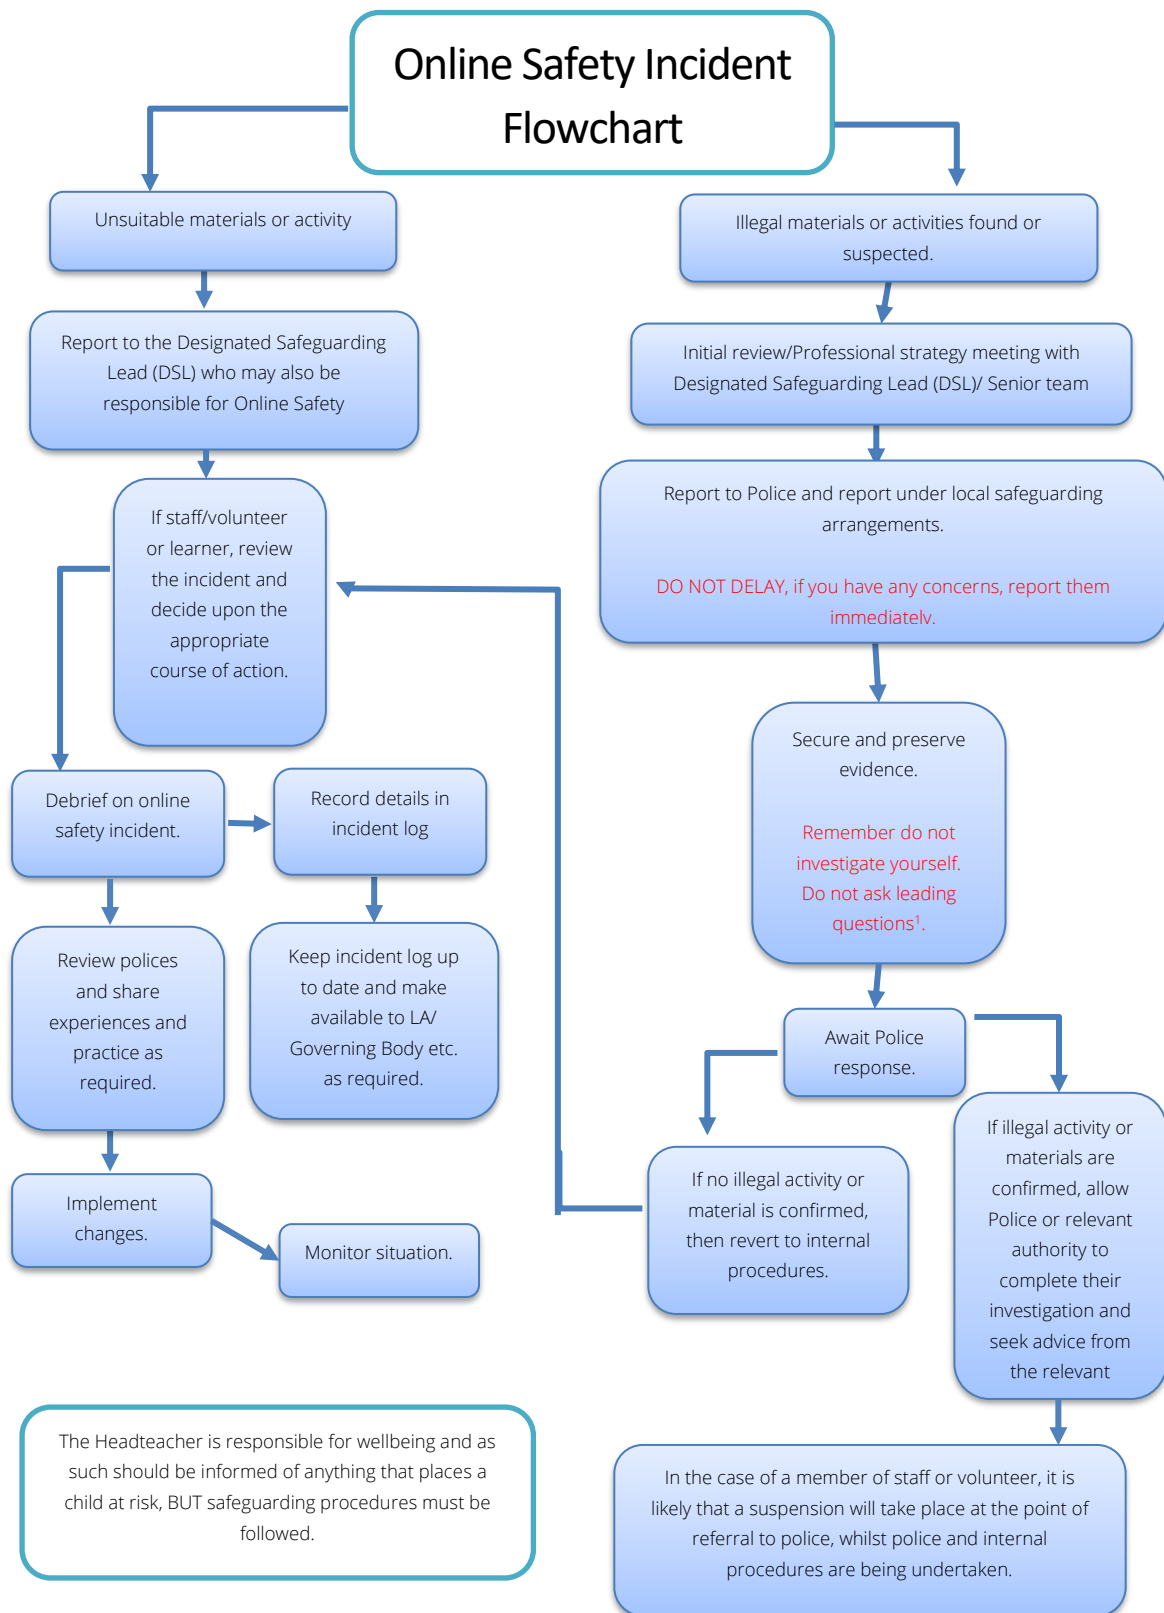 Online Safety Incident
Flowchart
Unsuitable materials or activity
Report to the Designated Safeguarding
Lead (DSL) who may also be
responsible for Online Safety
If staff/volunteer
or learner, review
the incident and
decide upon the
appropriate
course of action.
Debrief on online
safety incident.
Record details in
incident log
Review polices
and share
experiences and
practice as
required.
Keep incident log up
to date and make
available to LA/
Governing Body etc.
as required.
Implement
changes.
Monitor situation.
Illegal materials or activities found or
suspected.
Initial review/Professional strategy meeting with
Designated Safeguarding Lead (DSL)/ Senior team
Report to Police and report under local safeguarding
arrangements.
DO NOT DELAY, if you have any concerns, report them
immediately.
Secure and preserve
evidence.
Remember do not
investigate yourself.
Do not ask leading
questions¹.
Await Police
response.
If no illegal activity or
material is confirmed,
then revert to internal
procedures.
If illegal activity or
materials are
confirmed, allow
Police or relevant
authority to
complete their
investigation and
seek advice from
the relevant
In the case of a member of staff or volunteer, it is
likely that a suspension will take place at the point of
referral to police, whilst police and internal
procedures are being undertaken.
The Headteacher is responsible for wellbeing and as
such should be informed of anything that places a
child at risk, BUT safeguarding procedures must be
followed.